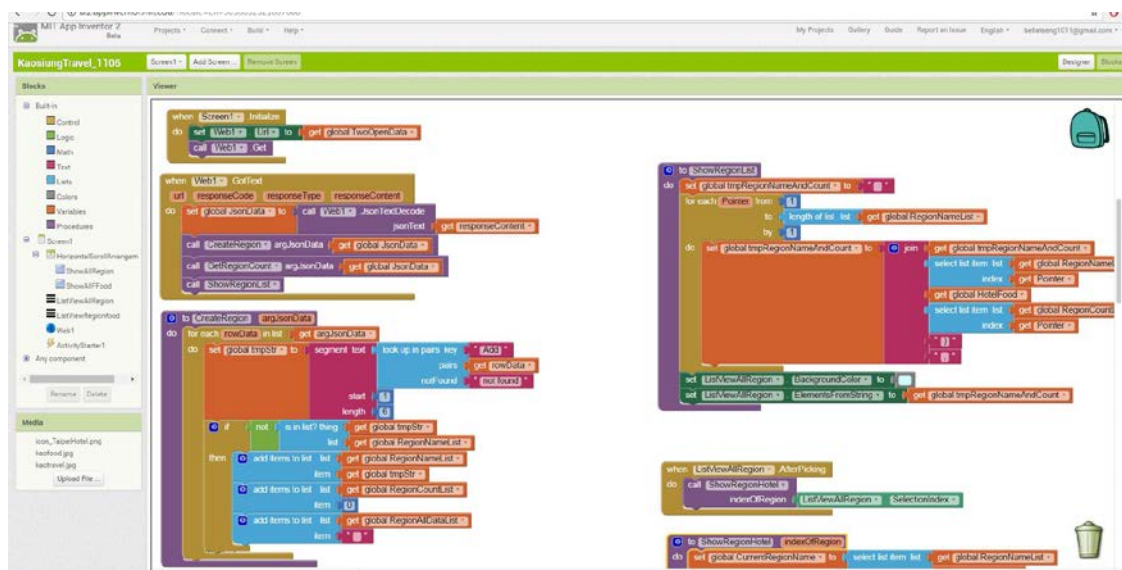 MIT App Inventor 2
Beta
Projects Connect Build Help
My Projects Gallery Guide Report an Issue English
KaosiungTravel_1105
Screen1 Add Screen ... Remove Screen
Designer Blocks
Blocks
Viewer
Built-in
Control
Logic
Math
Text
Lists
Colors
Variables
Procedures
Screen1
HorizontalScrollArrangem
ShowAllRegion
ShowAllFFood
ListViewAllRegion
ListViewRegionfood
Web1
ActivityStarter1
Any component
Rename Delete
Media
icon_TaipeiHotel.png
kaofood.jpg
kaotravel.jpg
Upload File ...
when Screen1 .Initialize
do set Web1 . Url to get global TwoOpenData
call Web1 .Get
when Web1 .GotText
url responseCode responseType responseContent
do set global JsonData to call Web1 .JsonTextDecode
jsonText get responseContent
call CreateRegion argJsonData get global JsonData
call GetRegionCount argJsonData get global JsonData
call ShowRegionList
to CreateRegion argJsonData
do for each rowData in list get argJsonData
do set global tmpStr to segment text look up in pairs key " Add "
pairs get rowData
notFound " not found "
start
length
if not is in list? thing get global tmpStr
list get global RegionNameList
then add items to list list get global RegionNameList
item get global tmpStr
add items to list list get global RegionCountList
item 0
add items to list list get global RegionAllDataList
item " "
to ShowRegionList
do set global tmpRegionNameAndCount to " "
for each Pointer from 1
to length of list list get global RegionNameList
by 1
do set global tmpRegionNameAndCount to join get global tmpRegionNameAndCount
select list item list get global RegionNameL
index get Pointer
get global HotelFood
select list item list get global RegionCountL
index get Pointer
set ListViewAllRegion . BackgroundColor to
set ListViewAllRegion . ElementsFromString to get global tmpRegionNameAndCount
when ListViewAllRegion .AfterPicking
do call ShowRegionHotel
indexOfRegion ListViewAllRegion . SelectionIndex
to ShowRegionHotel indexOfRegion
do set global CurrentRegionName to select list item list get global RegionNameList